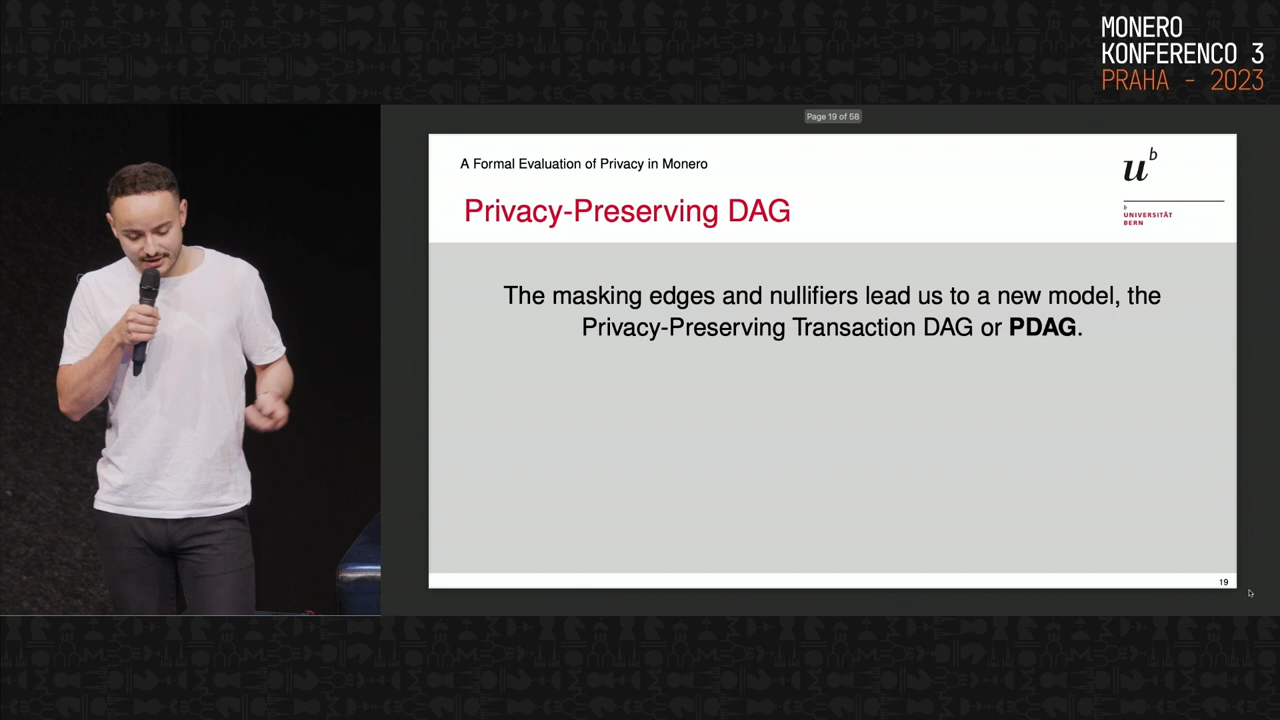 MONERO
KONFERENCO 3
PRAHA - 2023
Page 19 of 58
A Formal Evaluation of Privacy in Monero
u b
Privacy-Preserving DAG
b
UNIVERSITÄT
BERN
The masking edges and nullifiers lead us to a new model, the
Privacy-Preserving Transaction DAG or PDAG.
19